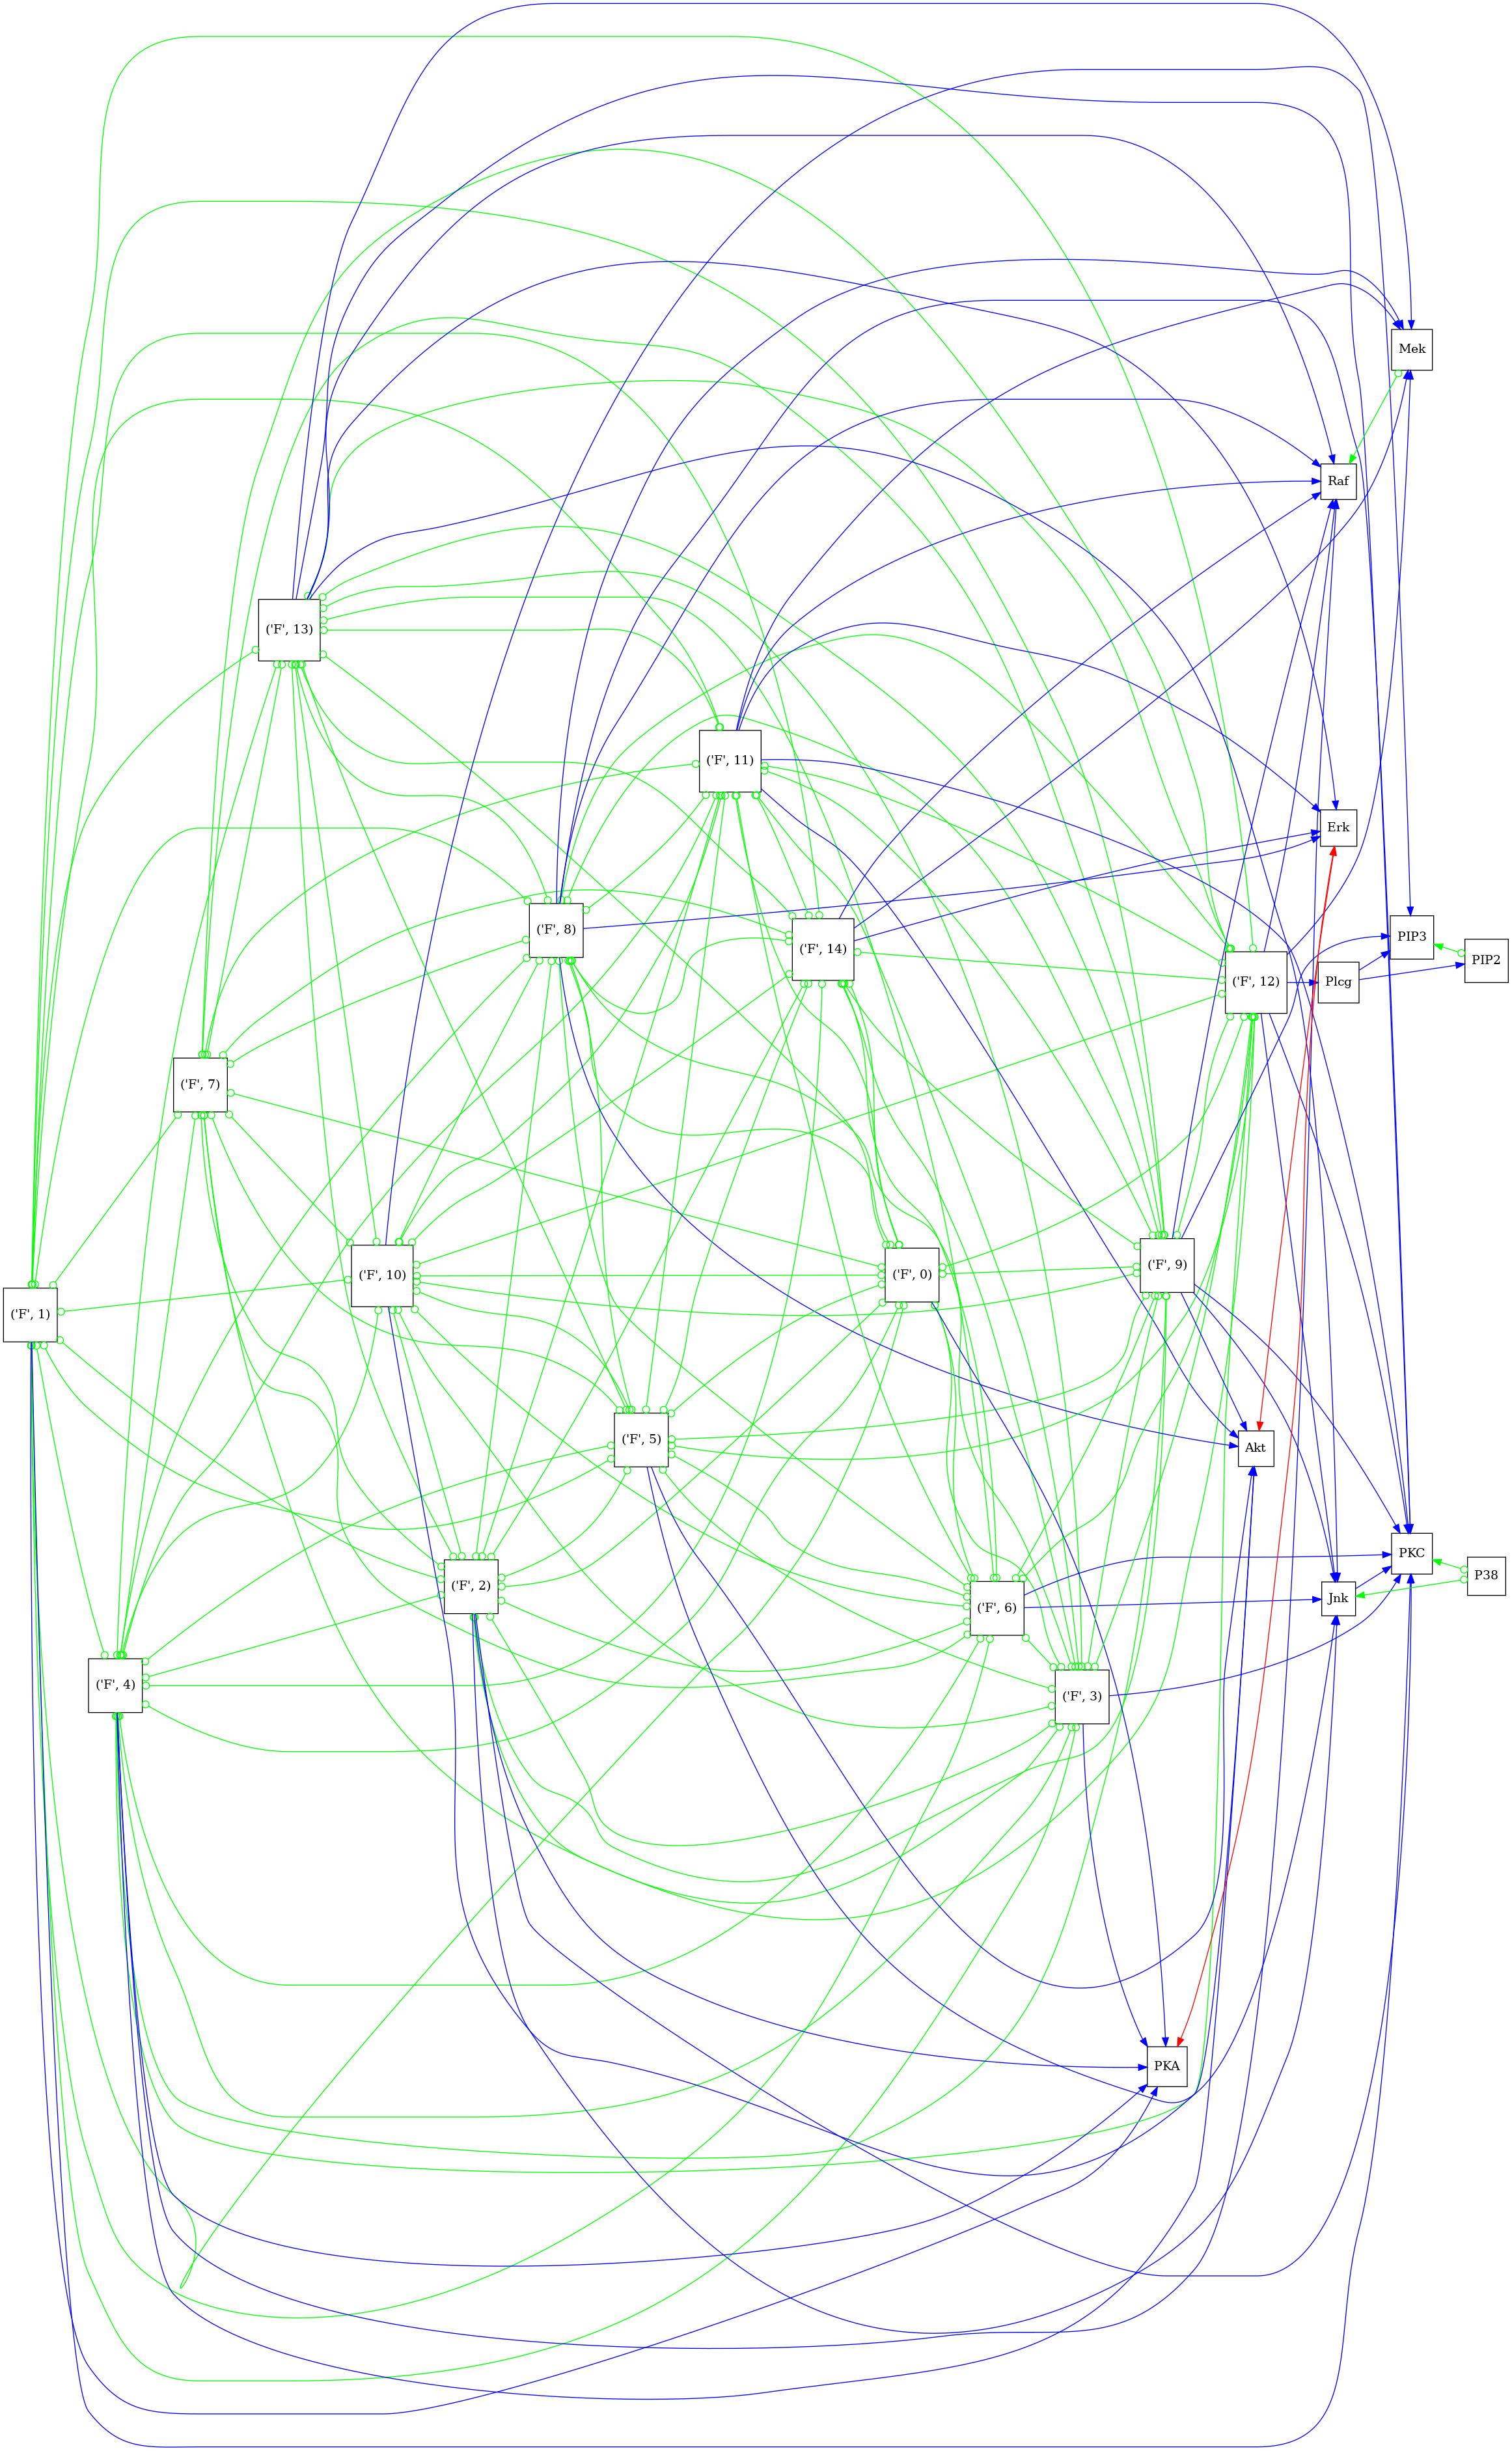 Mek
Raf
('F', 13)
('F', 11)
Erk
('F', 8)
PIP3
('F', 14)
PIP2
('F', 12)
Plcg
('F', 7)
('F', 9)
('F', 10)
('F', 0)
('F', 1)
('F', 5)
Akt
PKC
P38
('F', 2)
Jnk
('F', 6)
('F', 4)
('F', 3)
PKA